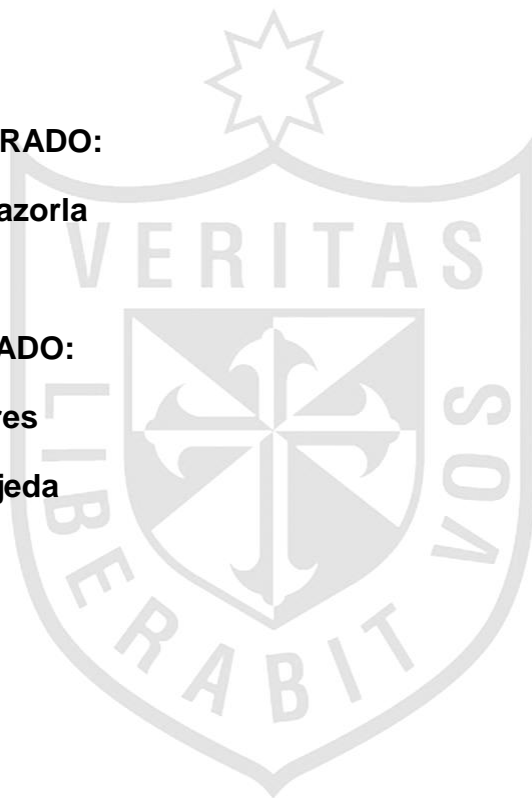 RADO:
azorla
ADO:
res
jeda
VERITAS
LIBERABIT VOS